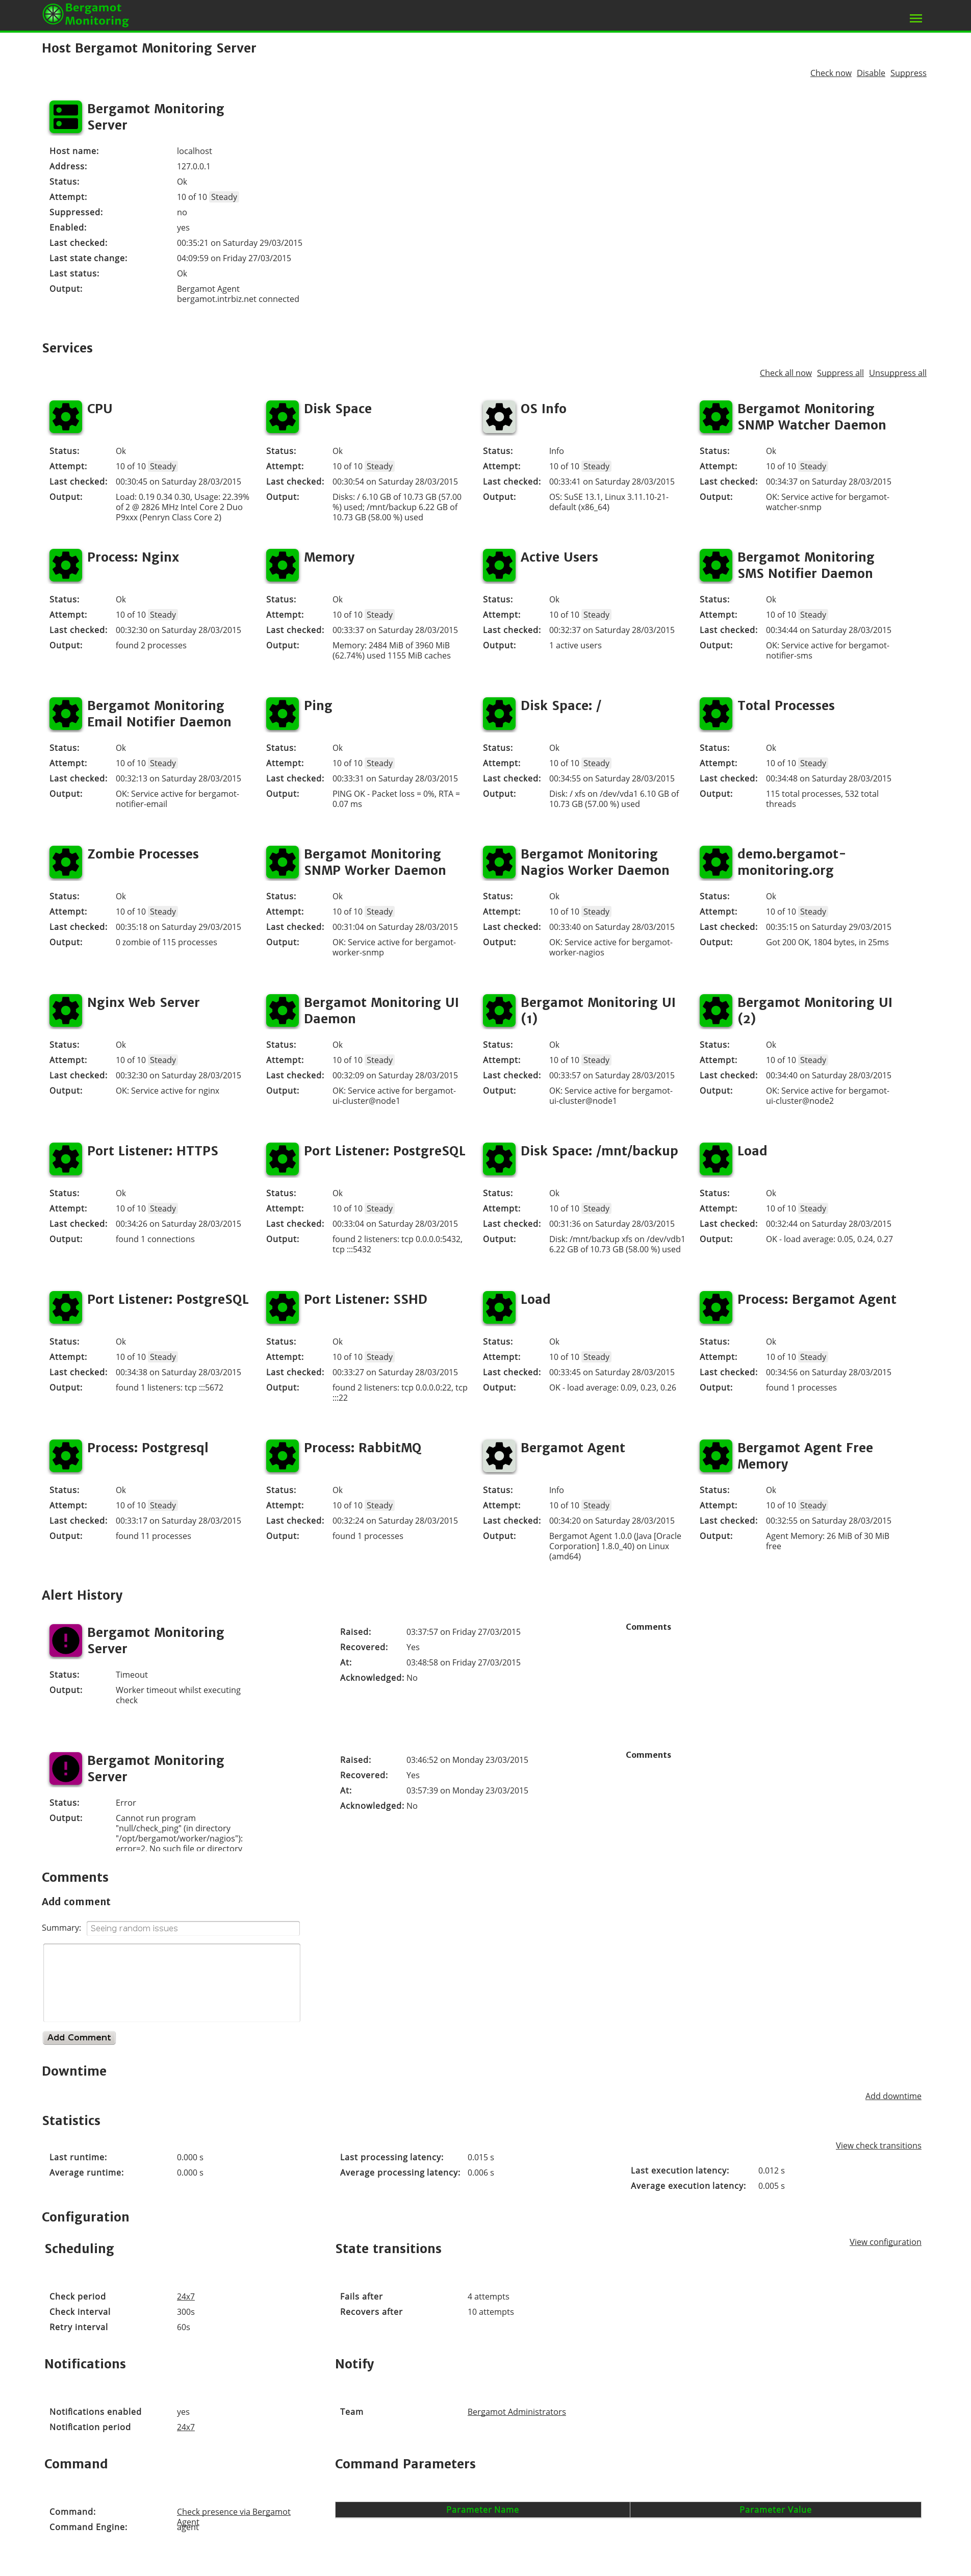 Bergamot
Monitoring
Host Bergamot Monitoring Server
Check now Disable Suppress
Bergamot Monitoring
Server
Host name: localhost
Address: 127.0.0.1
Status: Ok
Attempt: 10 of 10 Steady
Suppressed: no
Enabled: yes
Last checked: 00:35:21 on Saturday 29/03/2015
Last state change: 04:09:59 on Friday 27/03/2015
Last status: Ok
Output: Bergamot Agent
bergamot.intrbiz.net connected
Services
Check all now Suppress all Unsuppress all
CPU
Status: Ok
Attempt: 10 of 10 Steady
Last checked: 00:30:45 on Saturday 28/03/2015
Output: Load: 0.19 0.34 0.30, Usage: 22.39%
of 2 @ 2826 MHz Intel Core 2 Duo
P9xxx (Penryn Class Core 2)
Disk Space
Status: Ok
Attempt: 10 of 10 Steady
Last checked: 00:30:54 on Saturday 28/03/2015
Output: Disks: / 6.10 GB of 10.73 GB (57.00
%) used; /mnt/backup 6.22 GB of
10.73 GB (58.00 %) used
OS Info
Status: Info
Attempt: 10 of 10 Steady
Last checked: 00:33:41 on Saturday 28/03/2015
Output: OS: SuSE 13.1, Linux 3.11.10-21-
default (x86_64)
Bergamot Monitoring
SNMP Watcher Daemon
Status: Ok
Attempt: 10 of 10 Steady
Last checked: 00:34:37 on Saturday 28/03/2015
Output: OK: Service active for bergamot-
watcher-snmp
Process: Nginx
Status: Ok
Attempt: 10 of 10 Steady
Last checked: 00:32:30 on Saturday 28/03/2015
Output: found 2 processes
Memory
Status: Ok
Attempt: 10 of 10 Steady
Last checked: 00:33:37 on Saturday 28/03/2015
Output: Memory: 2484 MiB of 3960 MiB
(62.74%) used 1155 MiB caches
Active Users
Status: Ok
Attempt: 10 of 10 Steady
Last checked: 00:32:37 on Saturday 28/03/2015
Output: 1 active users
Bergamot Monitoring
SMS Notifier Daemon
Status: Ok
Attempt: 10 of 10 Steady
Last checked: 00:34:44 on Saturday 28/03/2015
Output: OK: Service active for bergamot-
notifier-sms
Bergamot Monitoring
Email Notifier Daemon
Status: Ok
Attempt: 10 of 10 Steady
Last checked: 00:32:13 on Saturday 28/03/2015
Output: OK: Service active for bergamot-
notifier-email
Ping
Status: Ok
Attempt: 10 of 10 Steady
Last checked: 00:33:31 on Saturday 28/03/2015
Output: PING OK - Packet loss = 0%, RTA =
0.07 ms
Disk Space: /
Status: Ok
Attempt: 10 of 10 Steady
Last checked: 00:34:55 on Saturday 28/03/2015
Output: Disk: / xfs on /dev/vda1 6.10 GB of
10.73 GB (57.00 %) used
Total Processes
Status: Ok
Attempt: 10 of 10 Steady
Last checked: 00:34:48 on Saturday 28/03/2015
Output: 115 total processes, 532 total
threads
Zombie Processes
Status: Ok
Attempt: 10 of 10 Steady
Last checked: 00:35:18 on Saturday 29/03/2015
Output: 0 zombie of 115 processes
Bergamot Monitoring
SNMP Worker Daemon
Status: Ok
Attempt: 10 of 10 Steady
Last checked: 00:31:04 on Saturday 28/03/2015
Output: OK: Service active for bergamot-
worker-snmp
Bergamot Monitoring
Nagios Worker Daemon
Status: Ok
Attempt: 10 of 10 Steady
Last checked: 00:33:40 on Saturday 28/03/2015
Output: OK: Service active for bergamot-
worker-nagios
demo.bergamot-
monitoring.org
Status: Ok
Attempt: 10 of 10 Steady
Last checked: 00:35:15 on Saturday 29/03/2015
Output: Got 200 OK, 1804 bytes, in 25ms
Nginx Web Server
Status: Ok
Attempt: 10 of 10 Steady
Last checked: 00:32:30 on Saturday 28/03/2015
Output: OK: Service active for nginx
Bergamot Monitoring UI
Daemon
Status: Ok
Attempt: 10 of 10 Steady
Last checked: 00:32:09 on Saturday 28/03/2015
Output: OK: Service active for bergamot-
ui-cluster@node1
Bergamot Monitoring UI
(1)
Status: Ok
Attempt: 10 of 10 Steady
Last checked: 00:33:57 on Saturday 28/03/2015
Output: OK: Service active for bergamot-
ui-cluster@node1
Bergamot Monitoring UI
(2)
Status: Ok
Attempt: 10 of 10 Steady
Last checked: 00:34:40 on Saturday 28/03/2015
Output: OK: Service active for bergamot-
ui-cluster@node2
Port Listener: HTTPS
Status: Ok
Attempt: 10 of 10 Steady
Last checked: 00:34:26 on Saturday 28/03/2015
Output: found 1 connections
Port Listener: PostgreSQL
Status: Ok
Attempt: 10 of 10 Steady
Last checked: 00:33:04 on Saturday 28/03/2015
Output: found 2 listeners: tcp 0.0.0.0:5432,
tcp :::5432
Disk Space: /mnt/backup
Status: Ok
Attempt: 10 of 10 Steady
Last checked: 00:31:36 on Saturday 28/03/2015
Output: Disk: /mnt/backup xfs on /dev/vdb1
6.22 GB of 10.73 GB (58.00 %) used
Load
Status: Ok
Attempt: 10 of 10 Steady
Last checked: 00:32:44 on Saturday 28/03/2015
Output: OK - load average: 0.05, 0.24, 0.27
Port Listener: PostgreSQL
Status: Ok
Attempt: 10 of 10 Steady
Last checked: 00:34:38 on Saturday 28/03/2015
Output: found 1 listeners: tcp :::5672
Port Listener: SSHD
Status: Ok
Attempt: 10 of 10 Steady
Last checked: 00:33:27 on Saturday 28/03/2015
Output: found 2 listeners: tcp 0.0.0.0:22, tcp
:::22
Load
Status: Ok
Attempt: 10 of 10 Steady
Last checked: 00:33:45 on Saturday 28/03/2015
Output: OK - load average: 0.09, 0.23, 0.26
Process: Bergamot Agent
Status: Ok
Attempt: 10 of 10 Steady
Last checked: 00:34:56 on Saturday 28/03/2015
Output: found 1 processes
Process: Postgresql
Status: Ok
Attempt: 10 of 10 Steady
Last checked: 00:33:17 on Saturday 28/03/2015
Output: found 11 processes
Process: RabbitMQ
Status: Ok
Attempt: 10 of 10 Steady
Last checked: 00:32:24 on Saturday 28/03/2015
Output: found 1 processes
Bergamot Agent
Status: Info
Attempt: 10 of 10 Steady
Last checked: 00:34:20 on Saturday 28/03/2015
Output: Bergamot Agent 1.0.0 (Java [Oracle
Corporation] 1.8.0_40) on Linux
(amd64)
Bergamot Agent Free
Memory
Status: Ok
Attempt: 10 of 10 Steady
Last checked: 00:32:55 on Saturday 28/03/2015
Output: Agent Memory: 26 MiB of 30 MiB
free
Alert History
Bergamot Monitoring
Server
Status: Timeout
Output: Worker timeout whilst executing
check
Raised: 03:37:57 on Friday 27/03/2015
Recovered: Yes
At: 03:48:58 on Friday 27/03/2015
Acknowledged: No
Comments
Bergamot Monitoring
Server
Status: Error
Output: Cannot run program
"null/check_ping" (in directory
"/opt/bergamot/worker/nagios"):
error=2, No such file or directory
Raised: 03:46:52 on Monday 23/03/2015
Recovered: Yes
At: 03:57:39 on Monday 23/03/2015
Acknowledged: No
Comments
Comments
Add comment
Summary: Seeing random issues
Add Comment
Downtime
Add downtime
Statistics
View check transitions
Last runtime: 0.000 s
Average runtime: 0.000 s
Last processing latency: 0.015 s
Average processing latency: 0.006 s
Last execution latency: 0.012 s
Average execution latency: 0.005 s
Configuration
View configuration
Scheduling
Check period 24x7
Check interval 300s
Retry interval 60s
State transitions
Fails after 4 attempts
Recovers after 10 attempts
Notifications
Notifications enabled yes
Notification period 24x7
Notify
Team Bergamot Administrators
Command
Command: Check presence via Bergamot
Agent
Command Engine: agent
Command Parameters
Parameter Name Parameter Value